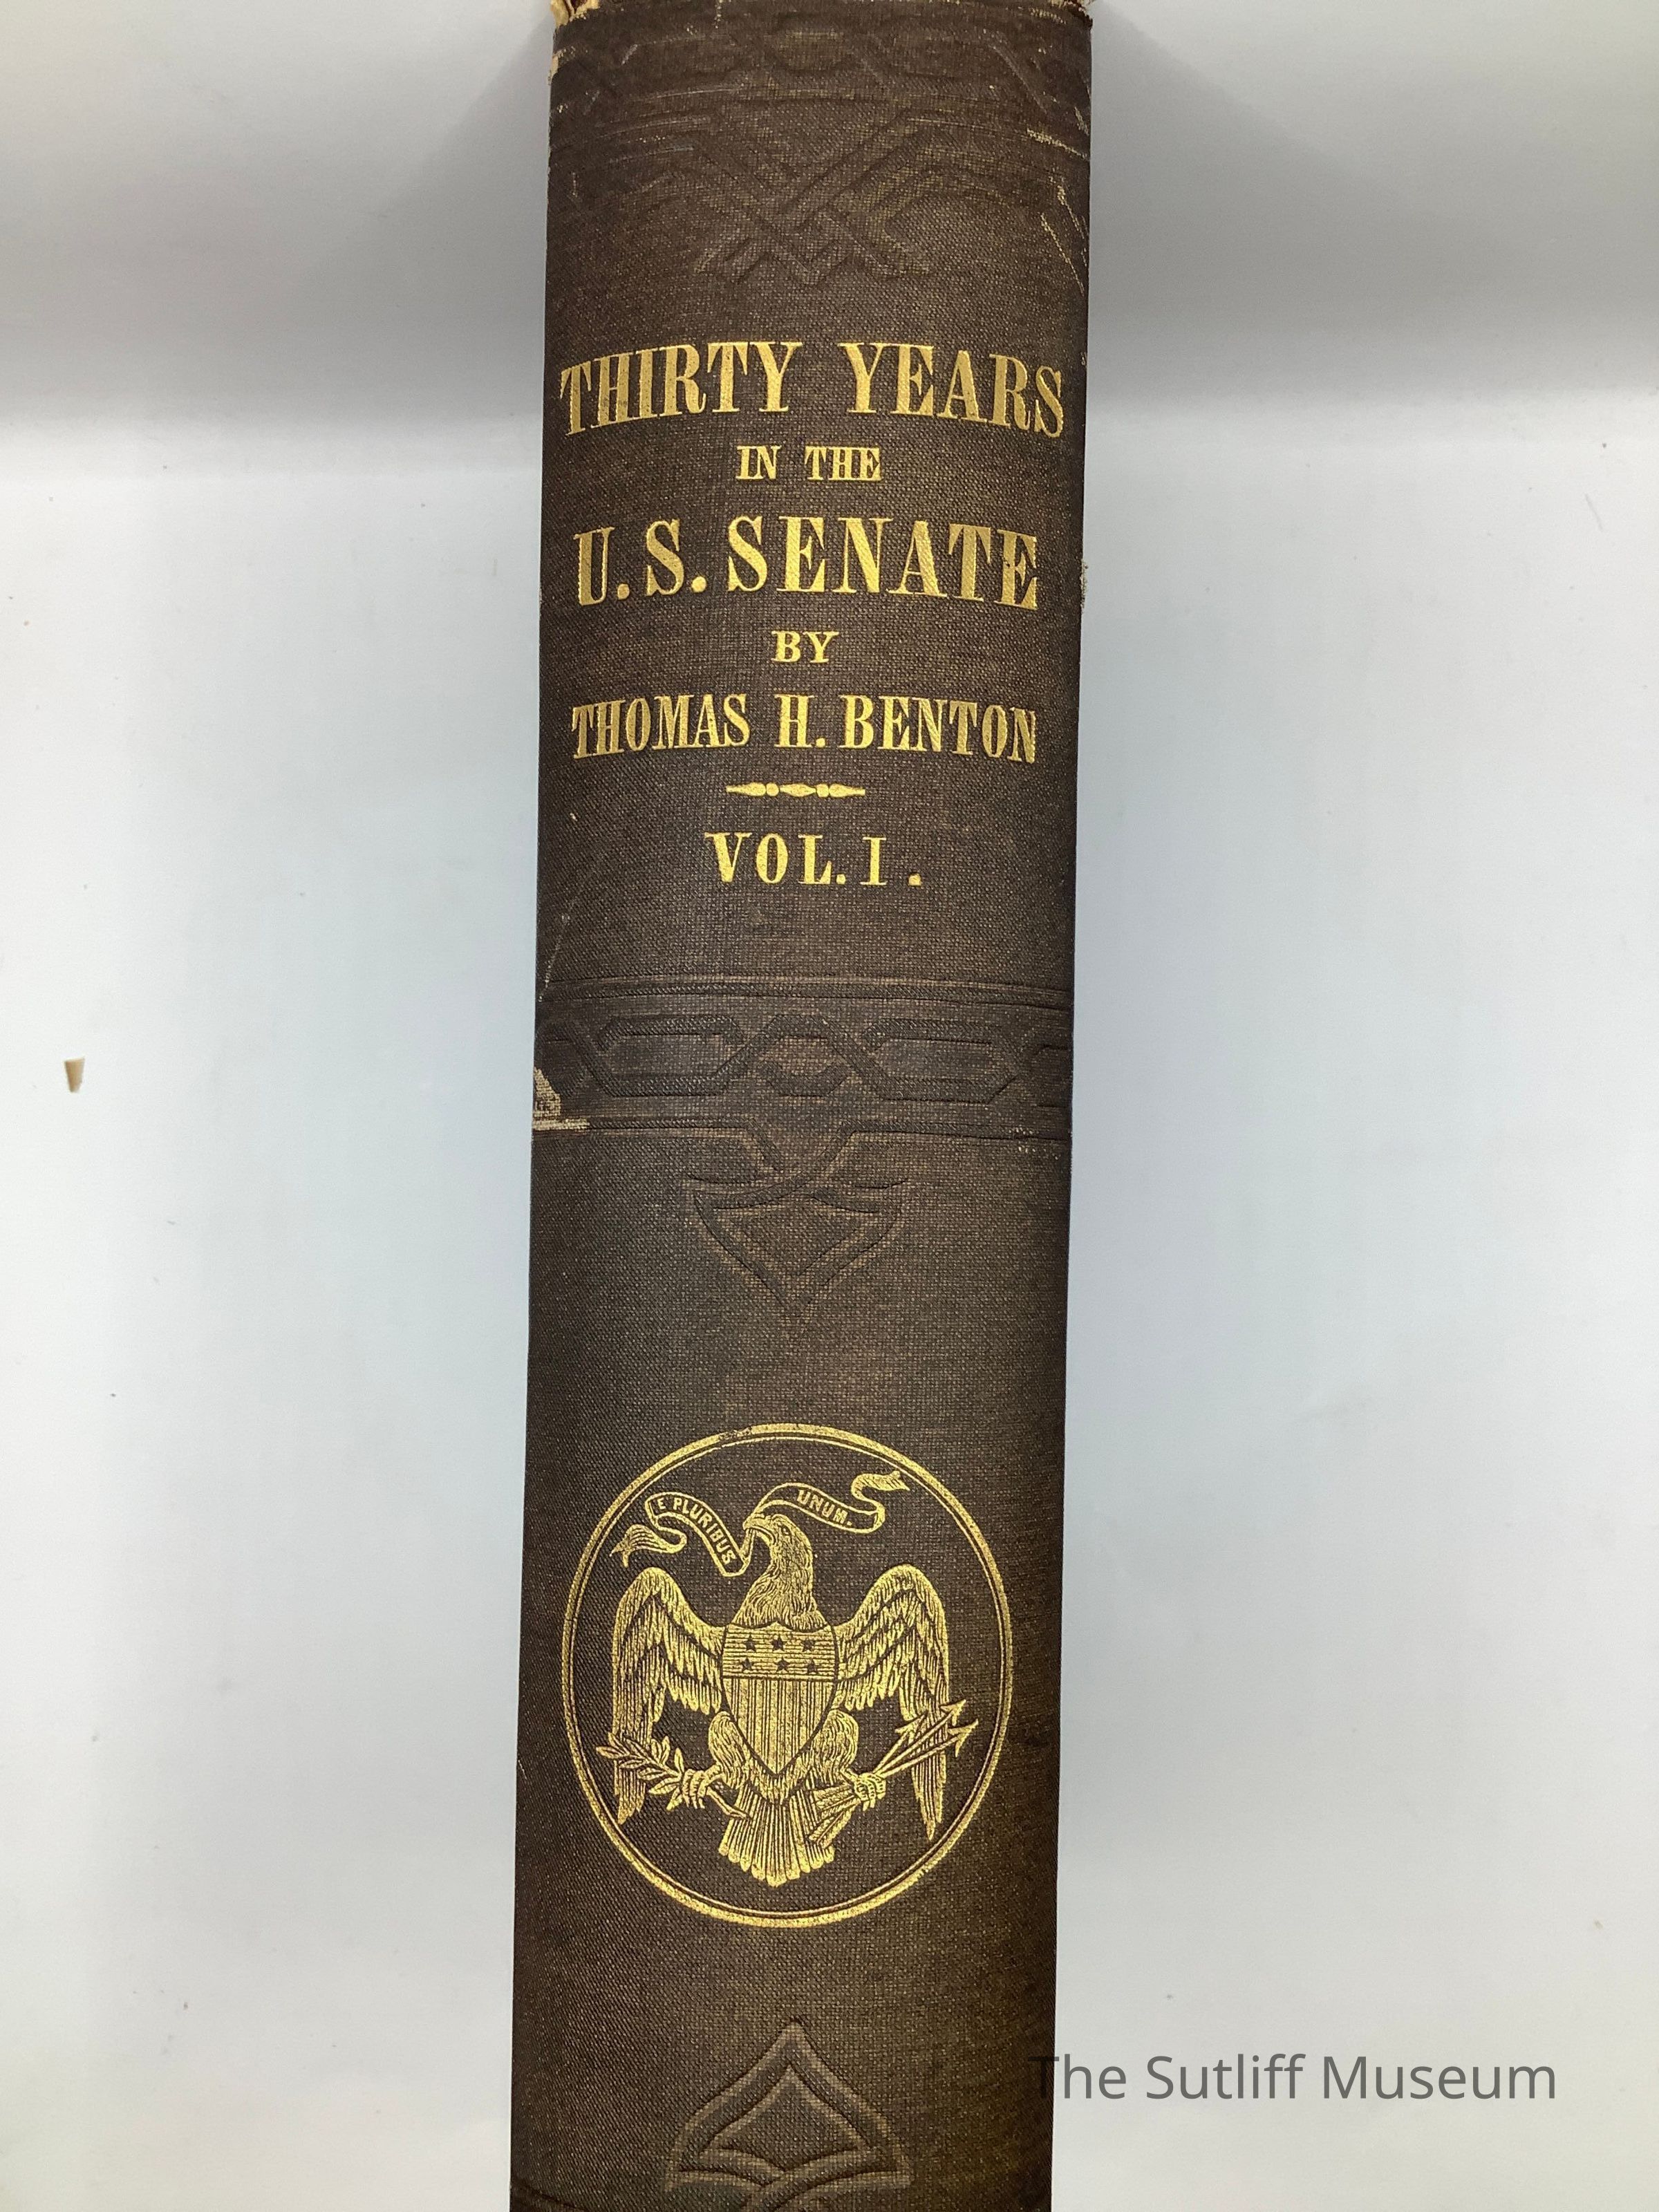 THIRTY YEARS
IN THE
U.S. SENATE
BY
THOMAS H. BENTON
VOL. I.
E PLURIBUS UNUM.
The Sutliff Museum